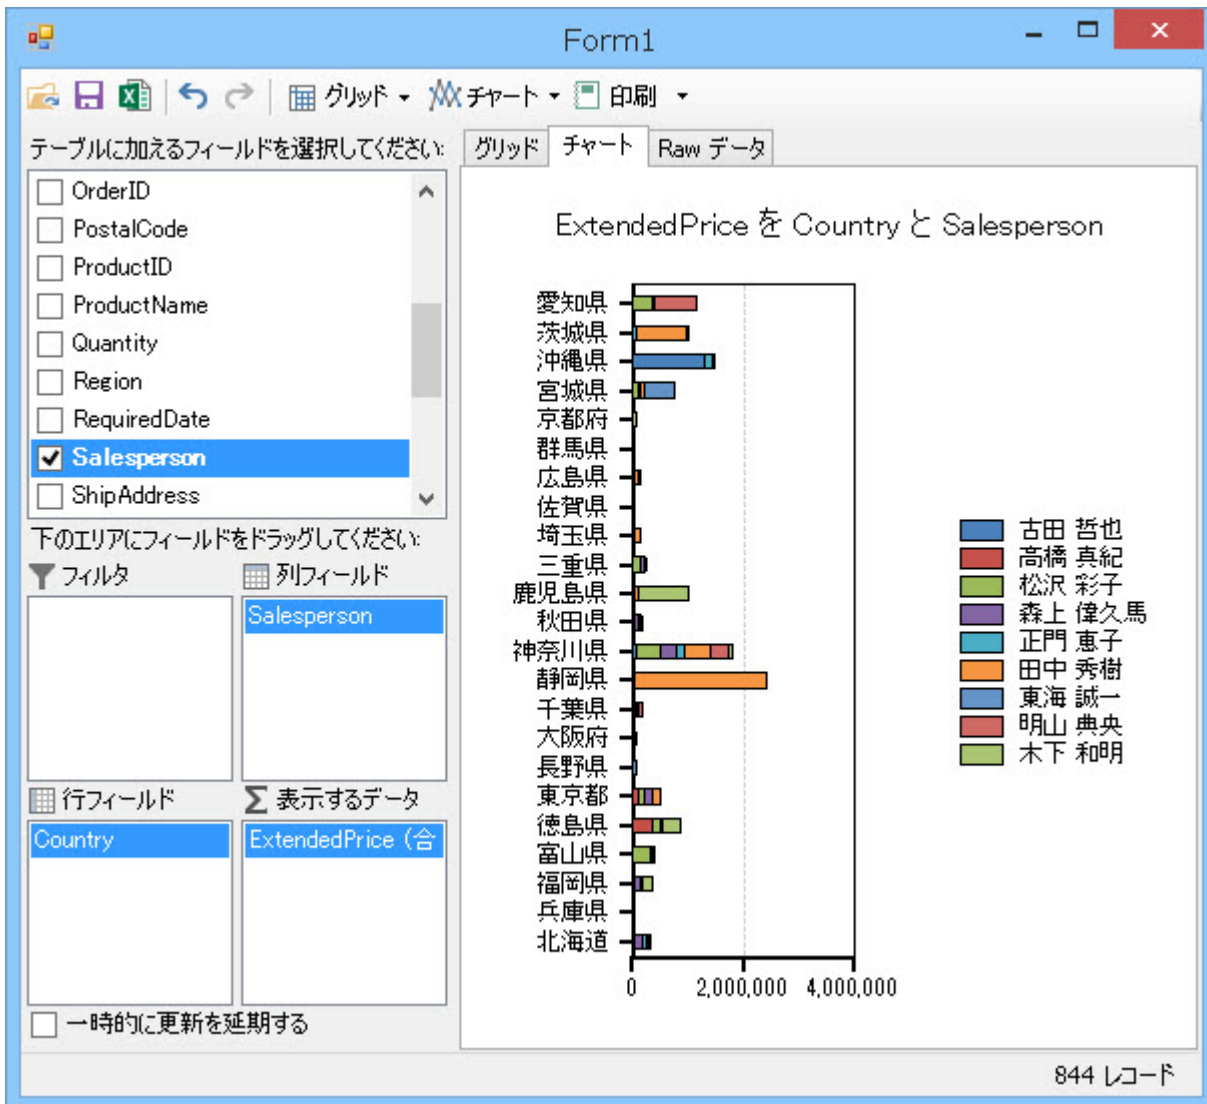 Form1
グリッド チャート 印刷
テーブルに加えるフィールドを選択してください:
OrderID
PostalCode
ProductID
ProductName
Quantity
Region
RequiredDate
Salesperson
ShipAddress
下のエリアにフィールドをドラッグしてください:
フィルタ
列フィールド
Salesperson
行フィールド
表示するデータ
Country
ExtendedPrice (合
一時的に更新を延期する
グリッド チャート Raw データ
ExtendedPrice を Country と Salesperson
愛知県
茨城県
沖縄県
宮城県
京都府
群馬県
広島県
佐賀県
埼玉県
三重県
鹿児島県
秋田県
神奈川県
静岡県
千葉県
大阪府
長野県
東京都
徳島県
富山県
福岡県
兵庫県
北海道
0 2,000,000 4,000,000
古田 哲也
高橋 真紀
松沢 彩子
森上 偉久馬
正門 恵子
田中 秀樹
東海 誠一
明山 典央
木下 和明
844 レコード